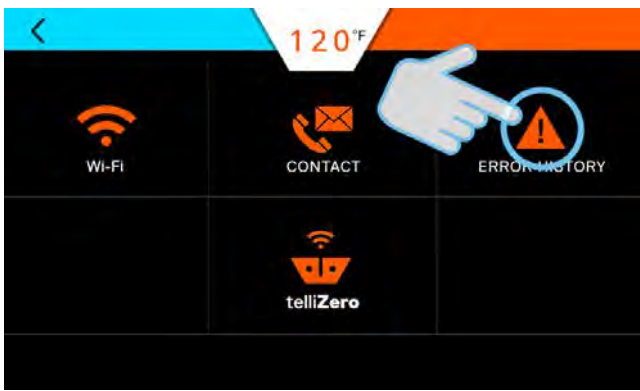 120°F
Wi-Fi
CONTACT
ERROR HISTORY
telliZero